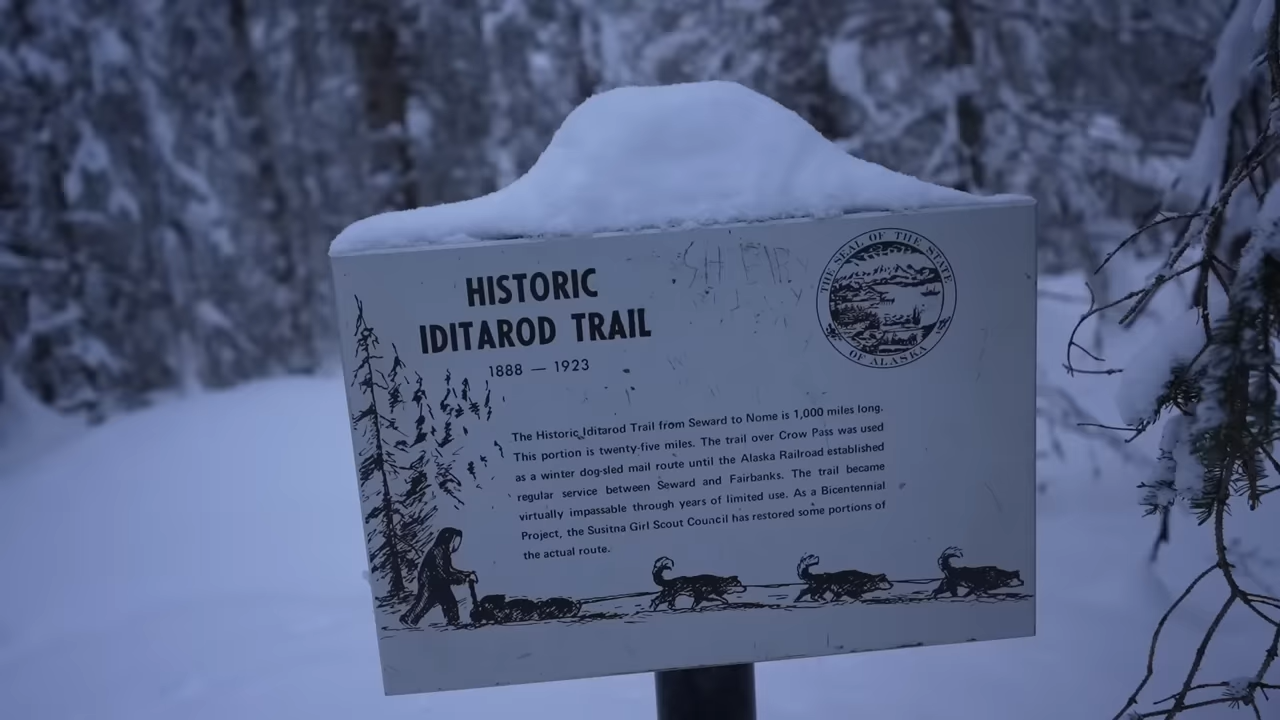 HISTORIC
IDITAROD TRAIL
1888 — 1923
THE SEAL OF THE STATE
OF ALASKA
The Historic Iditarod Trail from Seward to Nome is 1,000 miles long.
This portion is twenty-five miles. The trail over Crow Pass was used
as a winter dog-sled mail route until the Alaska Railroad established
regular service between Seward and Fairbanks. The trail became
virtually impassable through years of limited use. As a Bicentennial
Project, the Susitna Girl Scout Council has restored some portions of
the actual route.